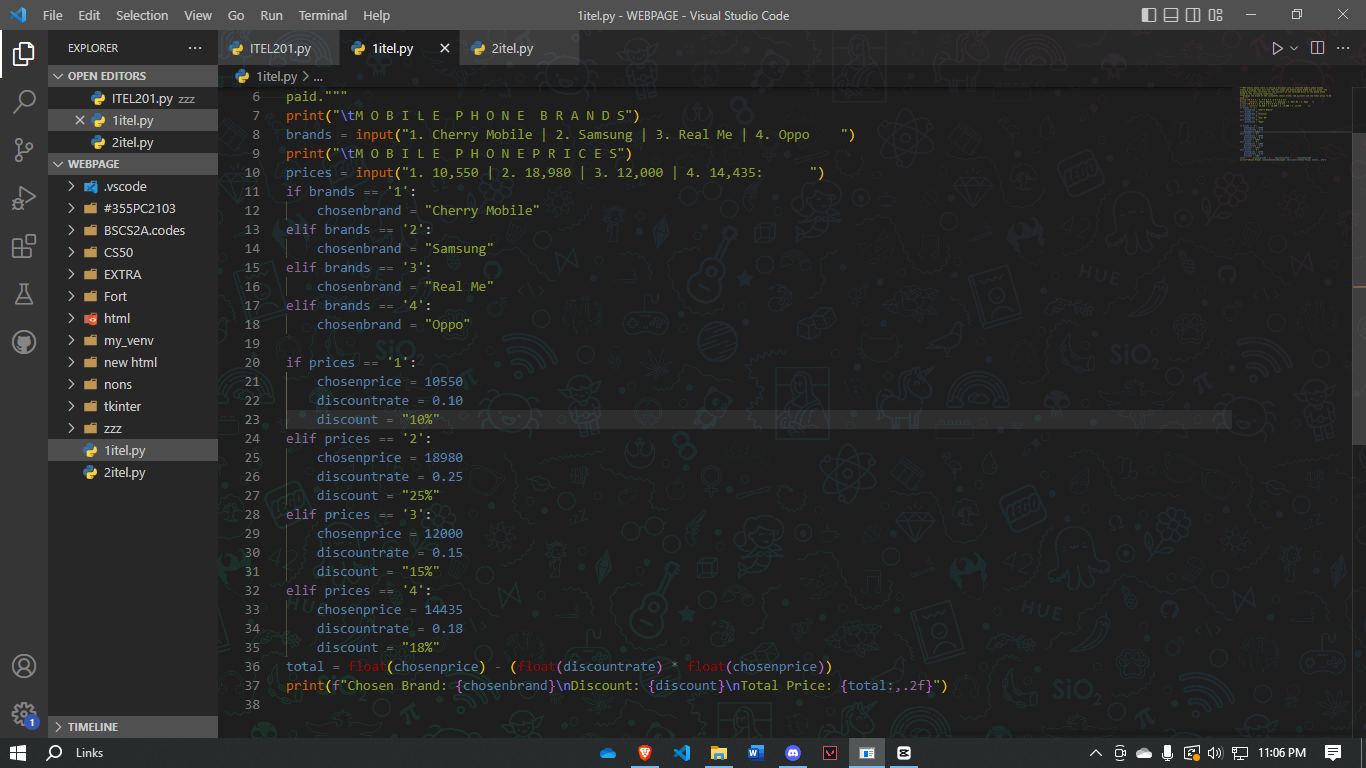 File Edit Selection View Go Run Terminal Help 1itel.py - WEBPAGE - Visual Studio Code
EXPLORER
OPEN EDITORS
ITEL201.py zzz
1itel.py
2itel.py
WEBPAGE
.vscode
#355PC2103
BSCS2A.codes
CS50
EXTRA
Fort
html
my_venv
new html
nons
tkinter
zzz
1itel.py
2itel.py
TIMELINE
ITEL201.py 1itel.py 2itel.py
1itel.py > ...
6 paid."""
7 print("\tM O B I L E  P H O N E  B R A N D S")
8 brands = input("1. Cherry Mobile | 2. Samsung | 3. Real Me | 4. Oppo    ")
9 print("\tM O B I L E  P H O N E P R I C E S")
10 prices = input("1. 10,550 | 2. 18,980 | 3. 12,000 | 4. 14,435:      ")
11 if brands == '1':
12     chosenbrand = "Cherry Mobile"
13 elif brands == '2':
14     chosenbrand = "Samsung"
15 elif brands == '3':
16     chosenbrand = "Real Me"
17 elif brands == '4':
18     chosenbrand = "Oppo"
19
20 if prices == '1':
21     chosenprice = 10550
22     discountrate = 0.10
23     discount = "10%"
24 elif prices == '2':
25     chosenprice = 18980
26     discountrate = 0.25
27     discount = "25%"
28 elif prices == '3':
29     chosenprice = 12000
30     discountrate = 0.15
31     discount = "15%"
32 elif prices == '4':
33     chosenprice = 14435
34     discountrate = 0.18
35     discount = "18%"
36 total = float(chosenprice) - (float(discountrate) * float(chosenprice))
37 print(f"Chosen Brand: {chosenbrand}\nDiscount: {discount}\nTotal Price: {total:,.2f}")
38
HUE
SiO2
SiO2
HUE
HUE
SiO2
1
Links
11:06 PM